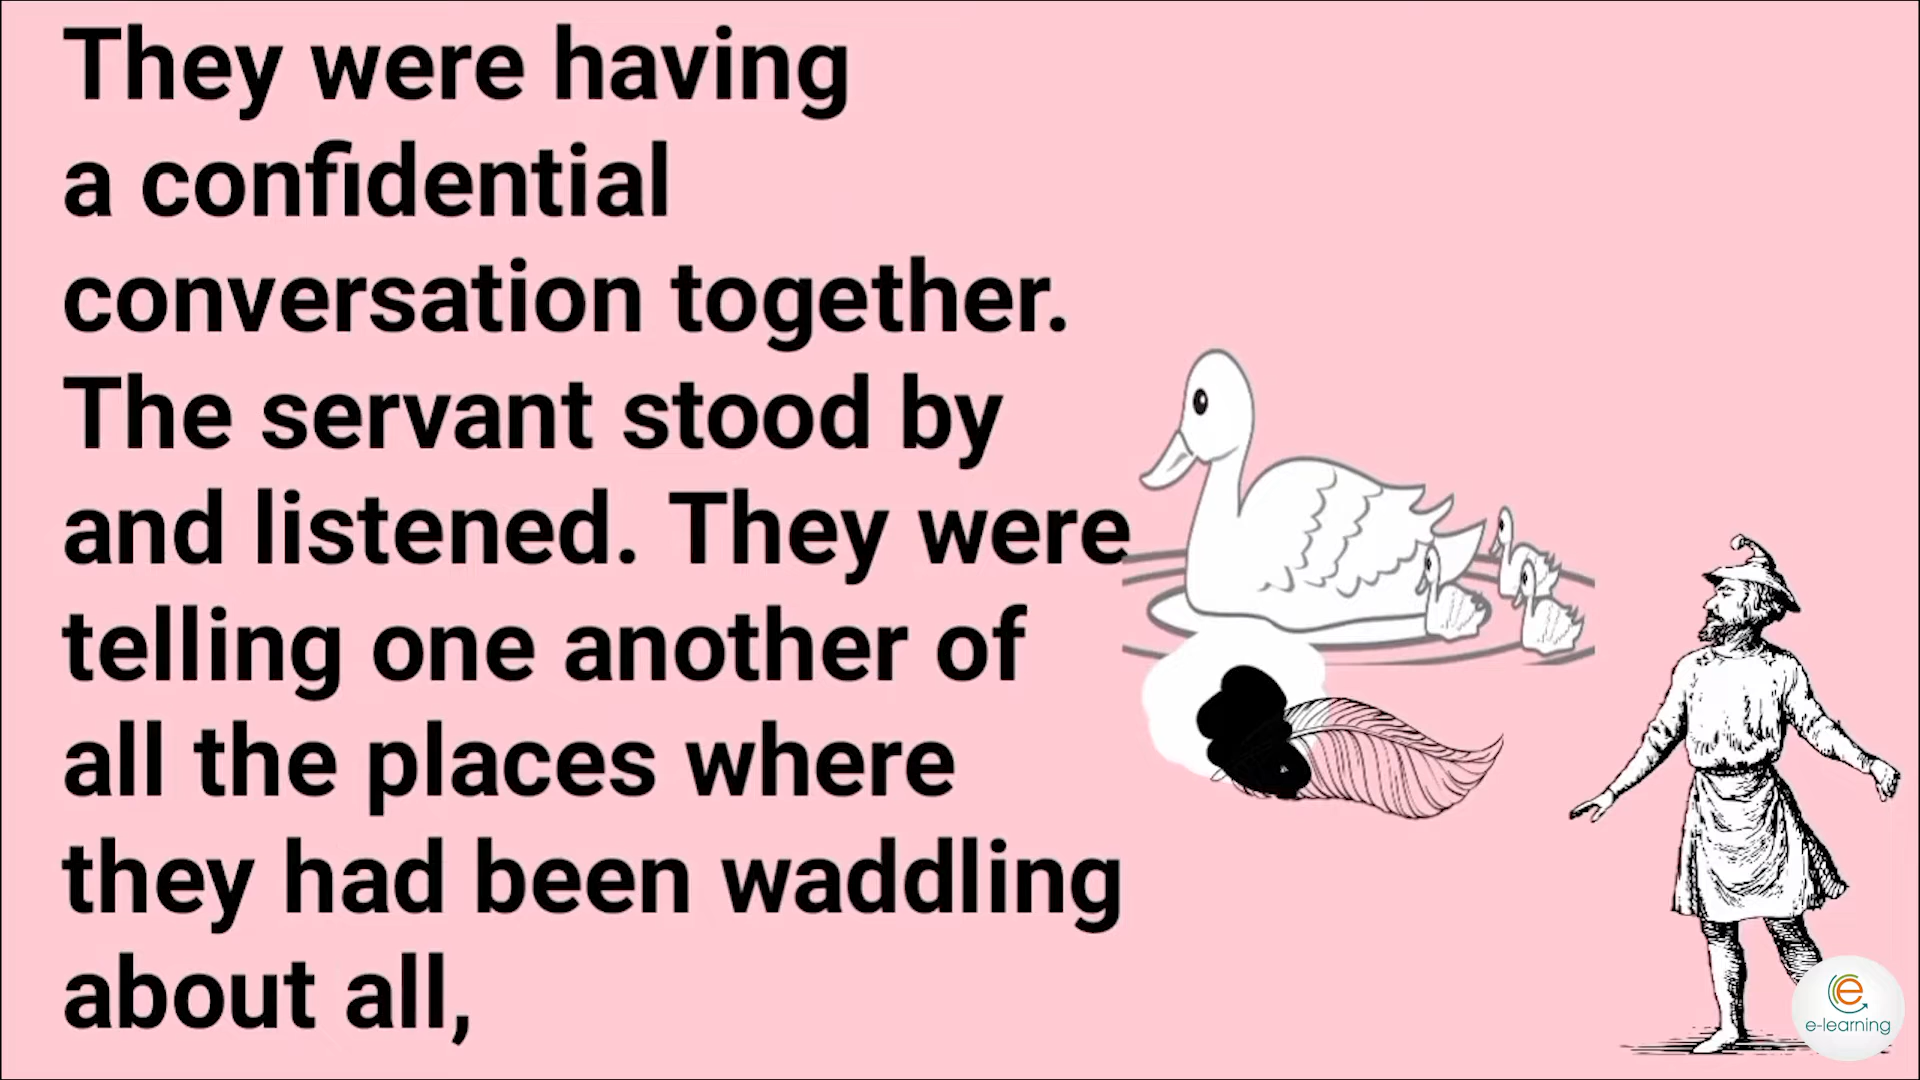 They were having
a confidential
conversation together.
The servant stood by
and listened. They were
telling one another of
all the places where
they had been waddling
about all,
e
e-learning